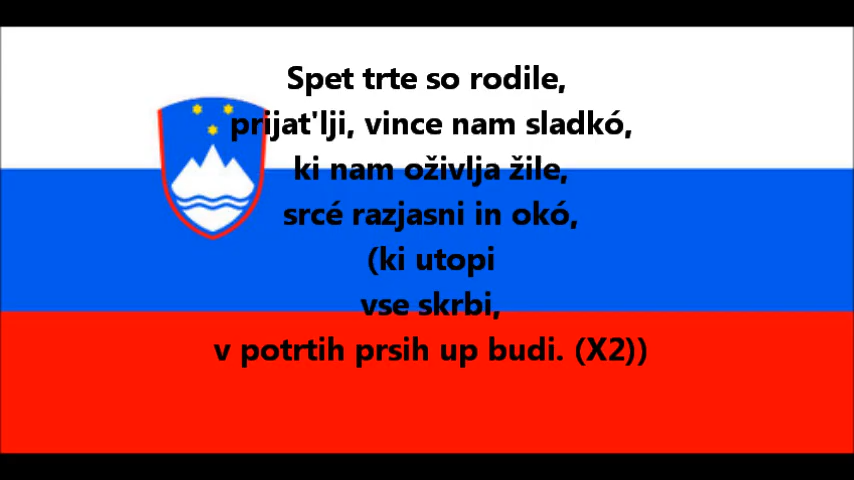 Spet trte so rodile,
prijat'lji, vince nam sladkó,
ki nam oživlja žile,
srcé razjasni in okó,
(ki utopi
vse skrbi,
v potrtih prsih up budi. (X2))